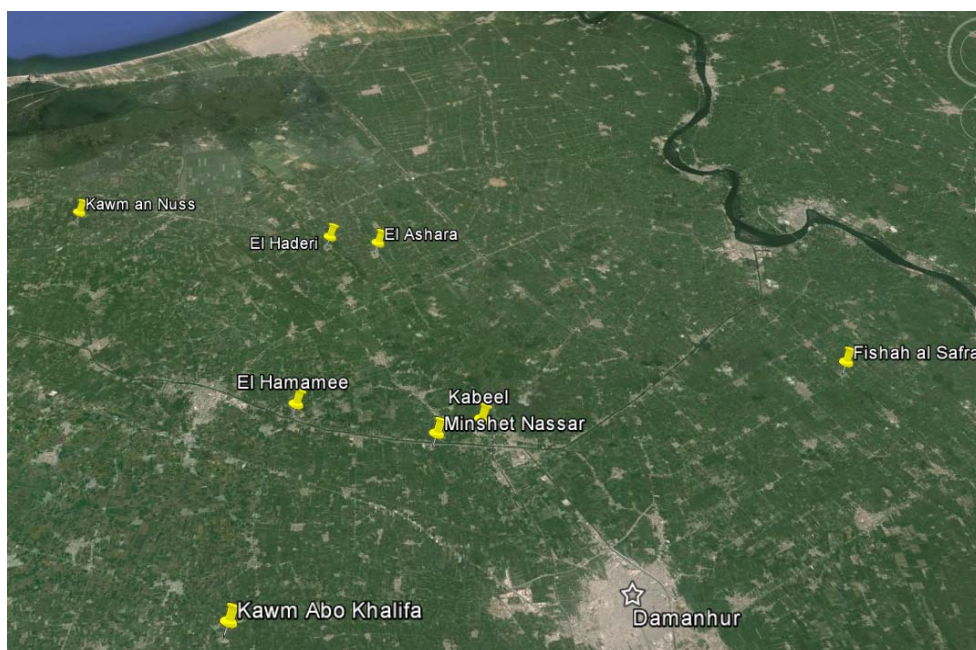 Kawm an Nuss
El Haderi
El Ashara
Fishah al Safra
El Hamamee
Kabeel
Minshet Nassar
Kawm Abo Khalifa
Damanhur